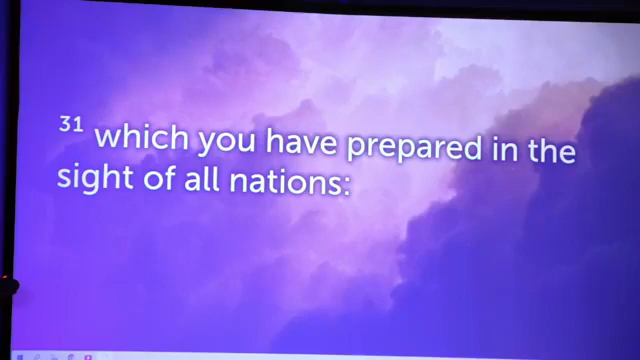 31 which you have prepared in the
sight of all nations: